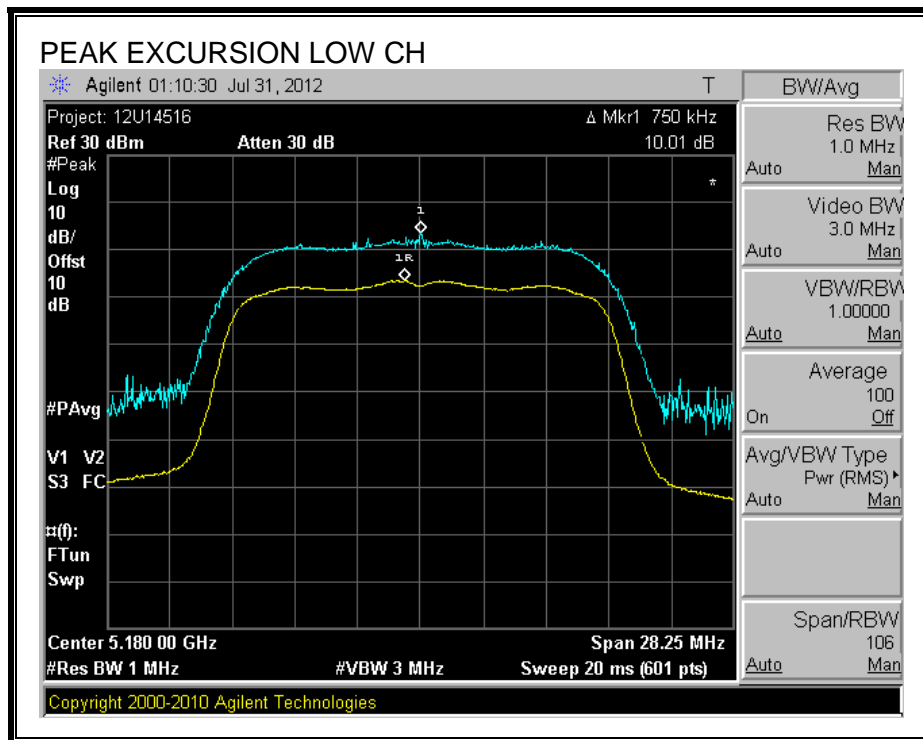 PEAK EXCURSION LOW CH
Agilent 01:10:30 Jul 31, 2012 T
Project: 12U14516 Δ Mkr1 750 kHz
Ref 30 dBm Atten 30 dB 10.01 dB
#Peak
Log
10
dB/
Offst
10
dB
1
1R
*
#PAvg
V1 V2
S3 FC
¤(f):
FTun
Swp
Center 5.180 00 GHz Span 28.25 MHz
#Res BW 1 MHz #VBW 3 MHz Sweep 20 ms (601 pts)
Copyright 2000-2010 Agilent Technologies
BW/Avg
Res BW
1.0 MHz
Auto Man
Video BW
3.0 MHz
Auto Man
VBW/RBW
1.00000
Auto Man
Average
100
On Off
Avg/VBW Type
Pwr (RMS)
Auto Man
Span/RBW
106
Auto Man